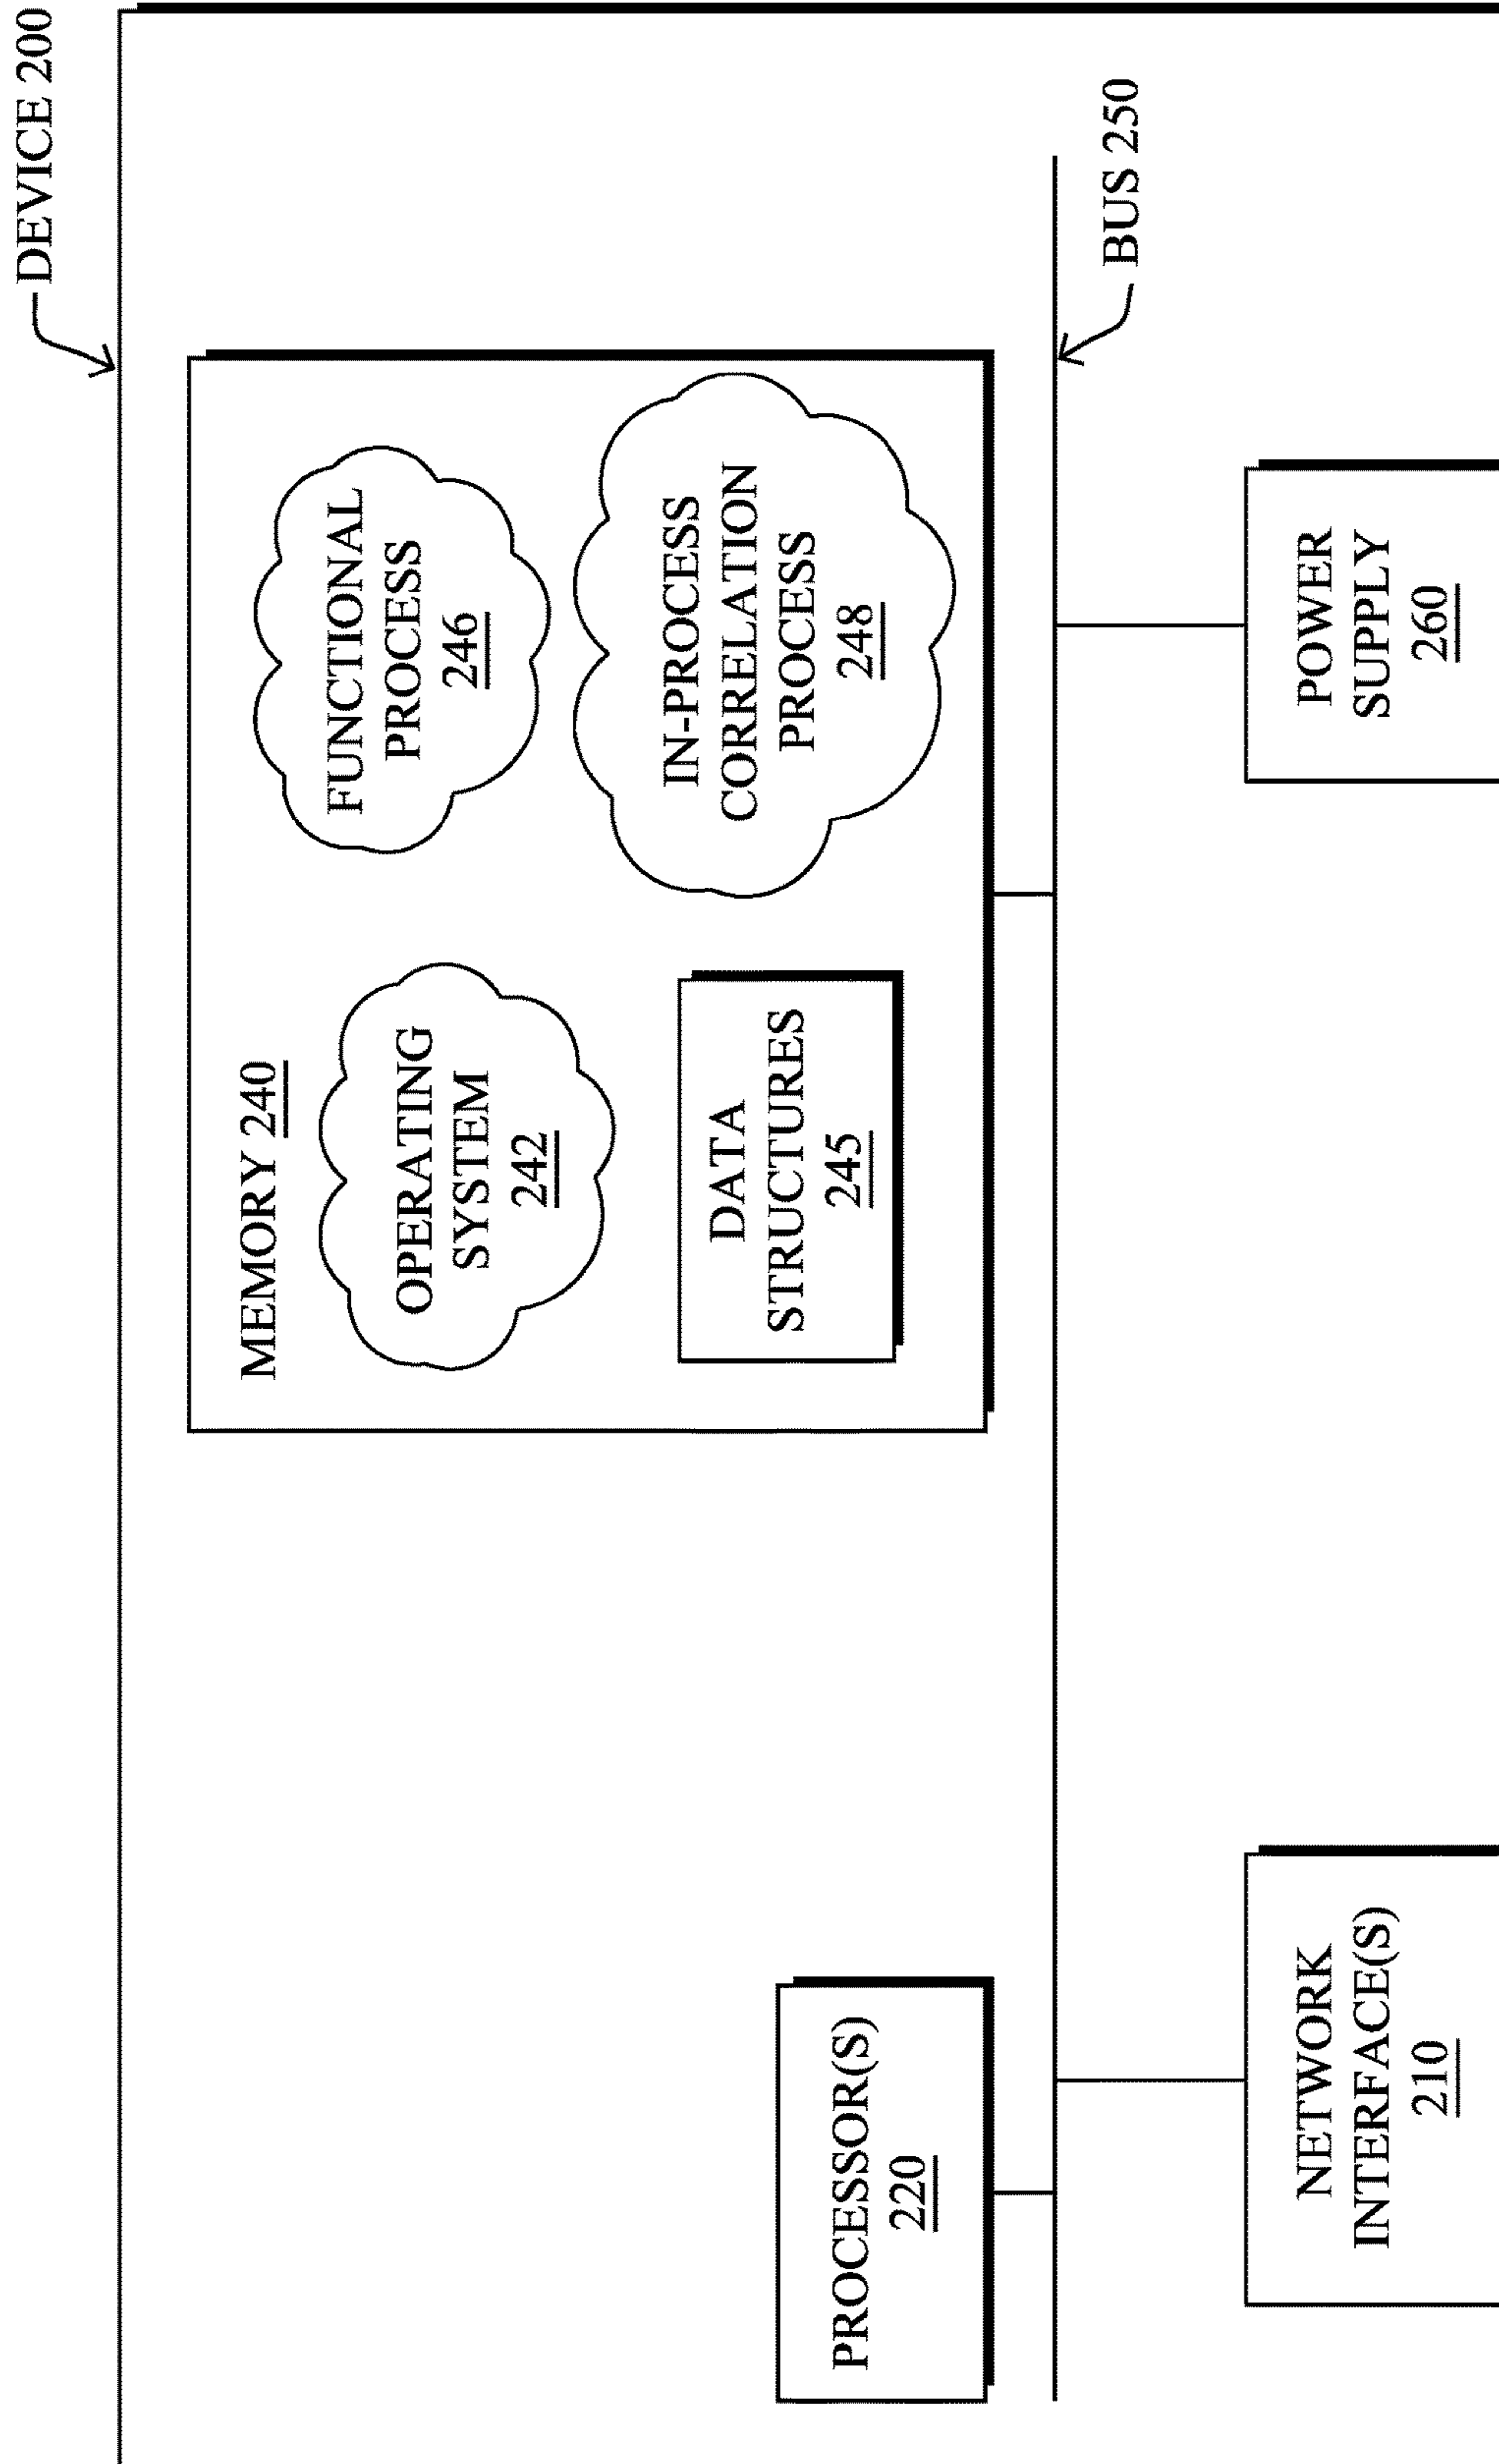 DEVICE 200
MEMORY 240
OPERATING
SYSTEM
242
FUNCTIONAL
PROCESS
246
DATA
STRUCTURES
245
IN-PROCESS
CORRELATION
PROCESS
248
PROCESSOR(S)
220
BUS 250
NETWORK
INTERFACE(S)
210
POWER
SUPPLY
260